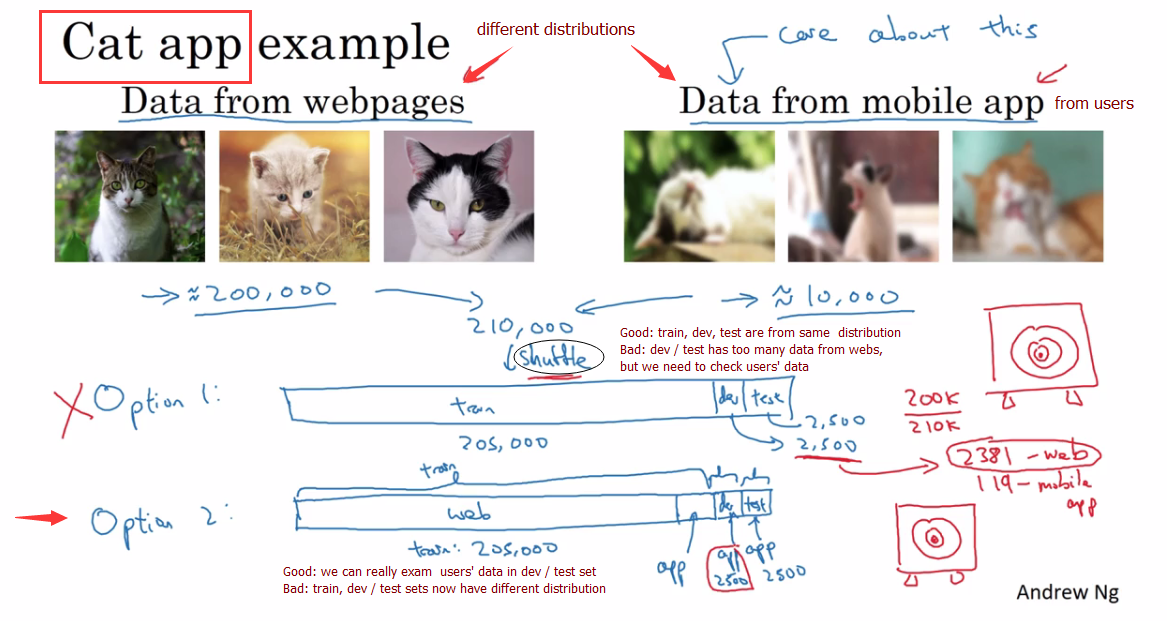 Cat app example
different distributions
care about this
Data from webpages
Data from mobile app
from users
→ ≈ 200,000
→ ≈ 10,000
210,000
↓ shuffle
Good: train, dev, test are from same distribution
Bad: dev / test has too many data from webs,
but we need to check users' data
X Option 1:
train
dev
test
205,000
2,500
2,500
200K
210K
2381 - web
119 - mobile
app
train
Option 2:
web
dev
test
train: 205,000
app
app
2500
app
2500
Good: we can really exam users' data in dev / test set
Bad: train, dev / test sets now have different distribution
Andrew Ng